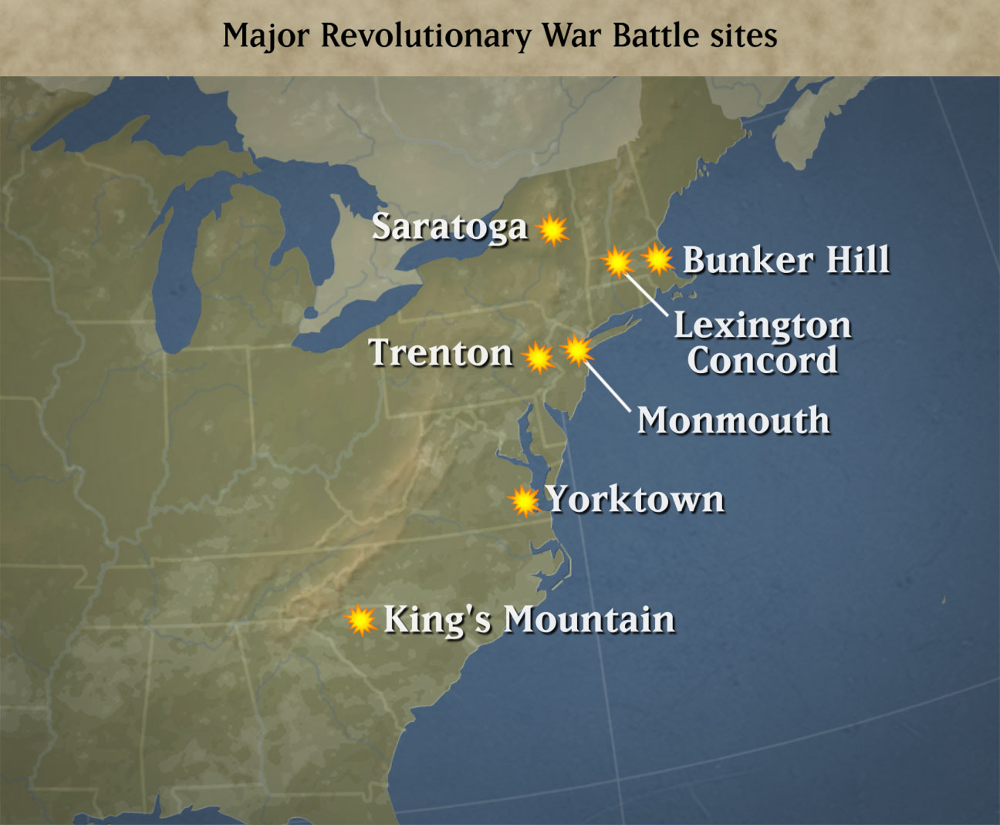 Major Revolutionary War Battle sites
Saratoga
Bunker Hill
Lexington
Concord
Trenton
Monmouth
Yorktown
King's Mountain